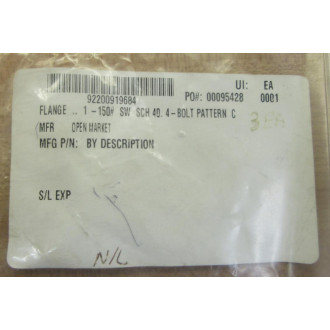 UI: EA
92200919684 PO#: 00095428 0001
FLANGE .. 1 -150# SW SCH 40. 4-BOLT PATTERN C
MFR OPEN MARKET
MFG P/N: BY DESCRIPTION
S/L EXP
N/L